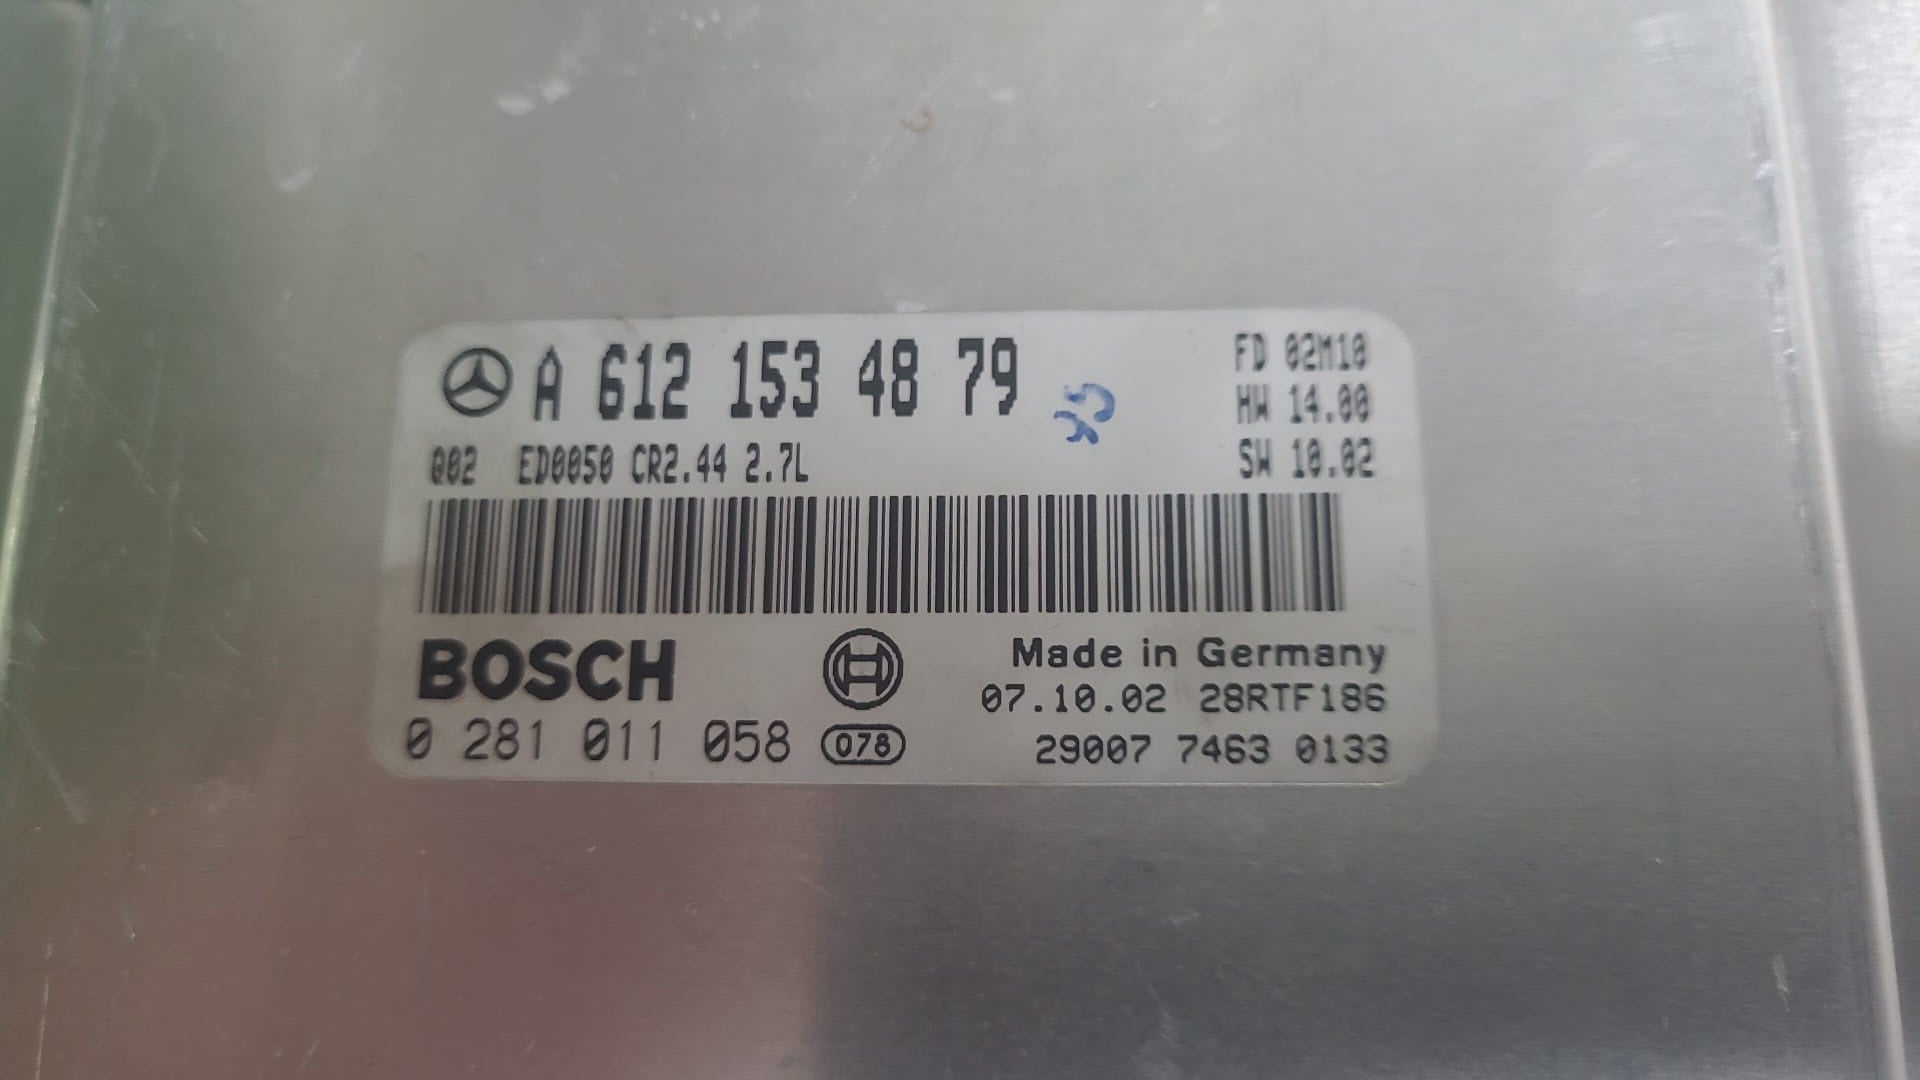 A 612 153 48 79
FD 02M10
HW 14.00
SW 10.02
Q02 ED0050 CR2.44 2.7L
BOSCH
Made in Germany
07.10.02 28RTF186
0 281 011 058 078
29007 7463 0133